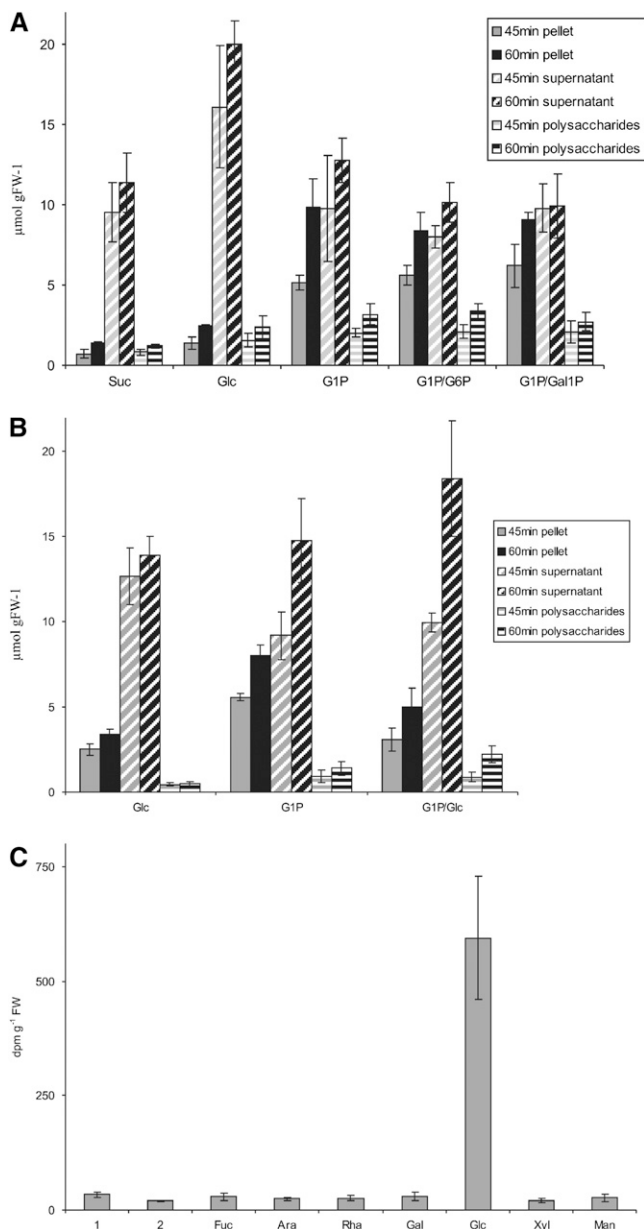 A
20
15
10
5
0
µmol gFW-1
45min pellet
60min pellet
45min supernatant
60min supernatant
45min polysaccharides
60min polysaccharides
Suc Glc G1P G1P/G6P G1P/Gal1P
B
20
15
10
5
0
µmol gFW-1
45min pellet
60min pellet
45min supernatant
60min supernatant
45min polysaccharides
60min polysaccharides
Glc G1P G1P/Glc
C
750
500
250
0
dpm g-1 FW
1 2 Fuc Ara Rha Gal Glc Xyl Man